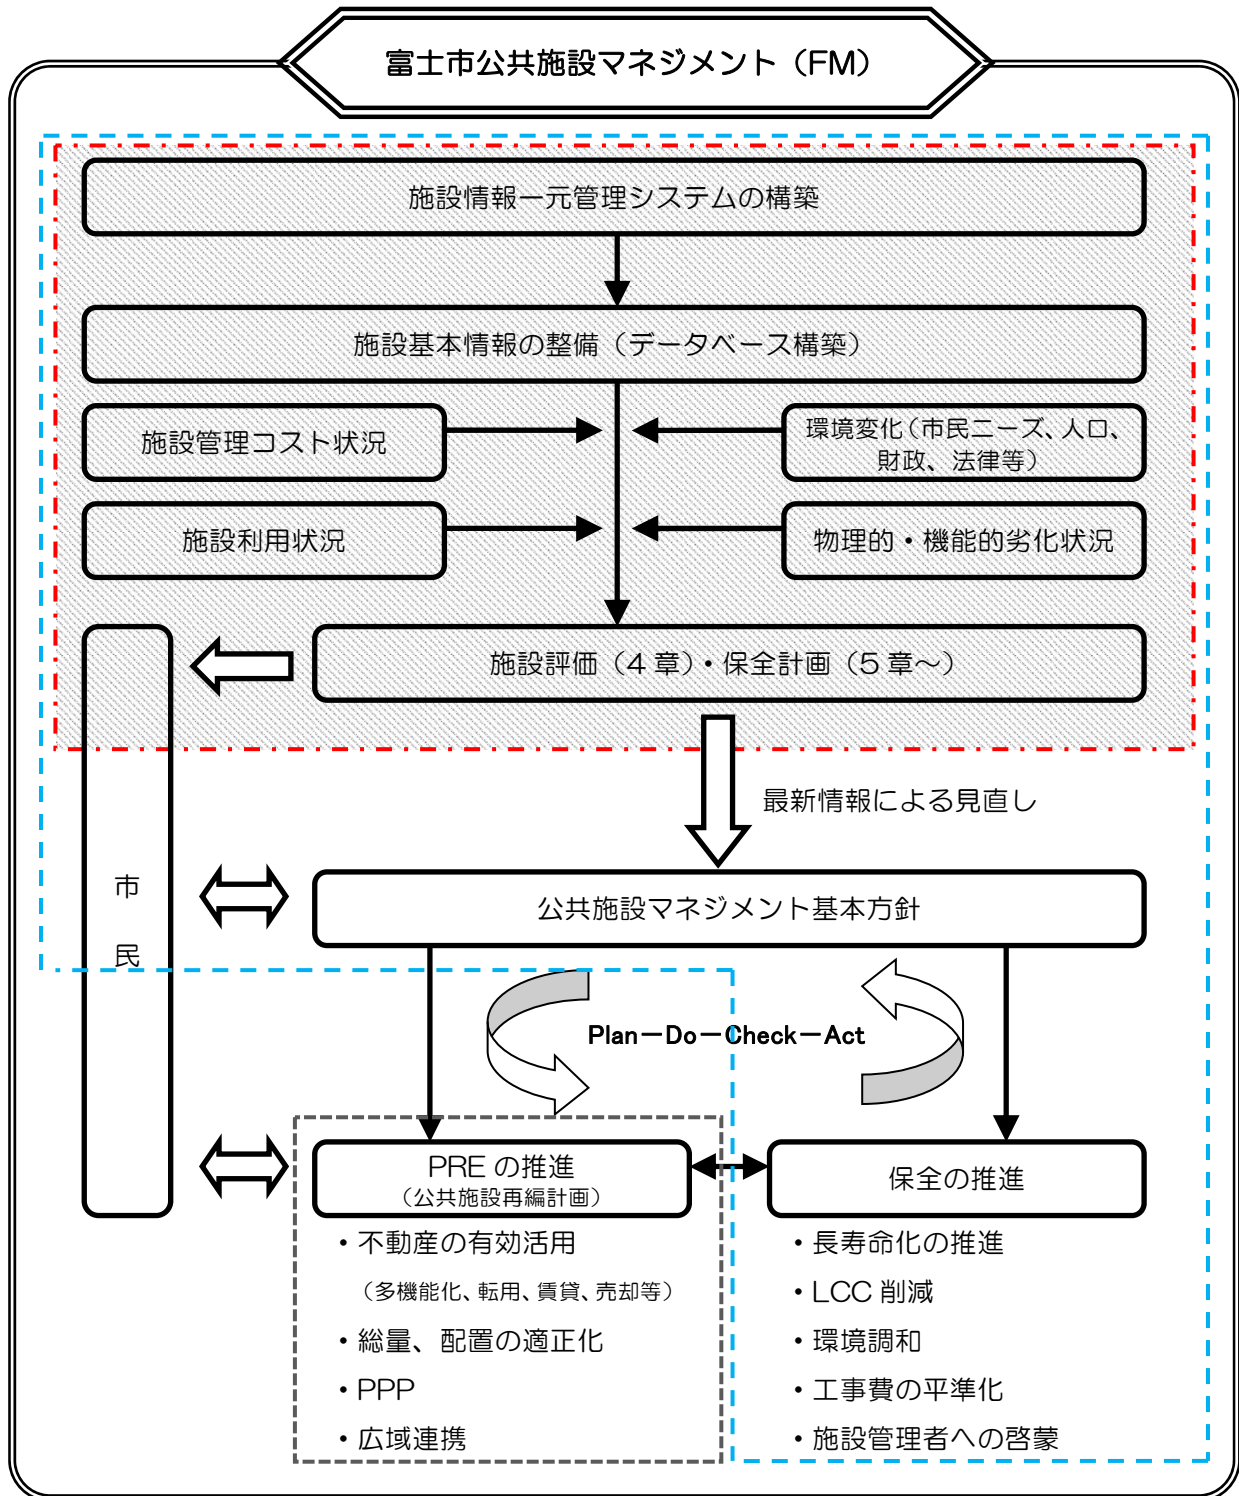 富士市公共施設マネジメント（FM）
施設情報一元管理システムの構築
施設基本情報の整備（データベース構築）
施設管理コスト状況
環境変化（市民ニーズ、人口、
財政、法律等）
施設利用状況
物理的・機能的劣化状況
施設評価（4 章）・保全計画（5 章～）
最新情報による見直し
市
民
公共施設マネジメント基本方針
Plan－Do－Check－Act
PRE の推進
（公共施設再編計画）
保全の推進
・不動産の有効活用
（多機能化、転用、賃貸、売却等）
・総量、配置の適正化
・PPP
・広域連携
・長寿命化の推進
・LCC 削減
・環境調和
・工事費の平準化
・施設管理者への啓蒙